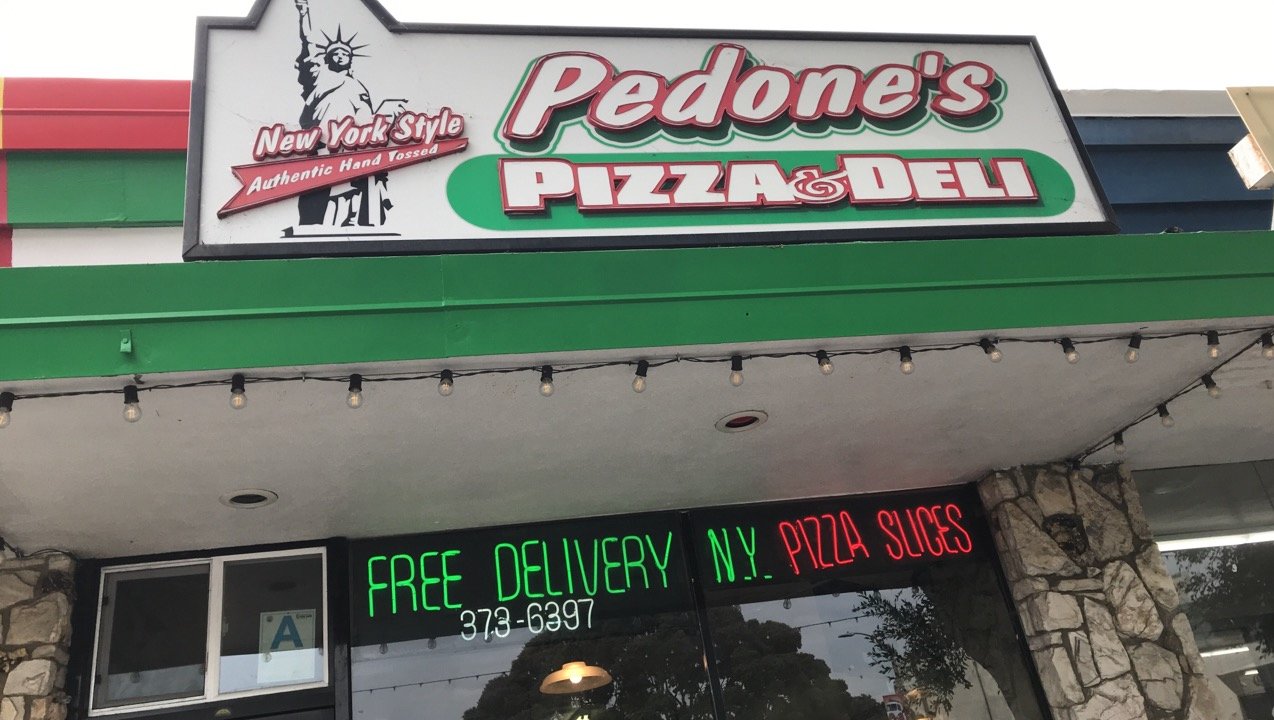 New York Style
Authentic Hand Tossed
Pedone's
PIZZA & DELI
FREE DELIVERY
373-6397
N.Y. PIZZA SLICES
A